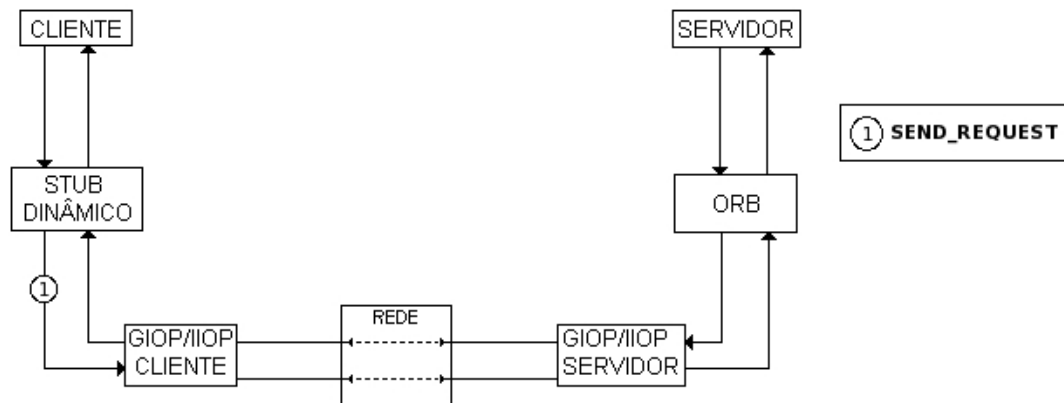 CLIENTE
SERVIDOR
1 SEND_REQUEST
STUB
DINÂMICO
ORB
1
REDE
GIOP/IIOP
CLIENTE
GIOP/IIOP
SERVIDOR